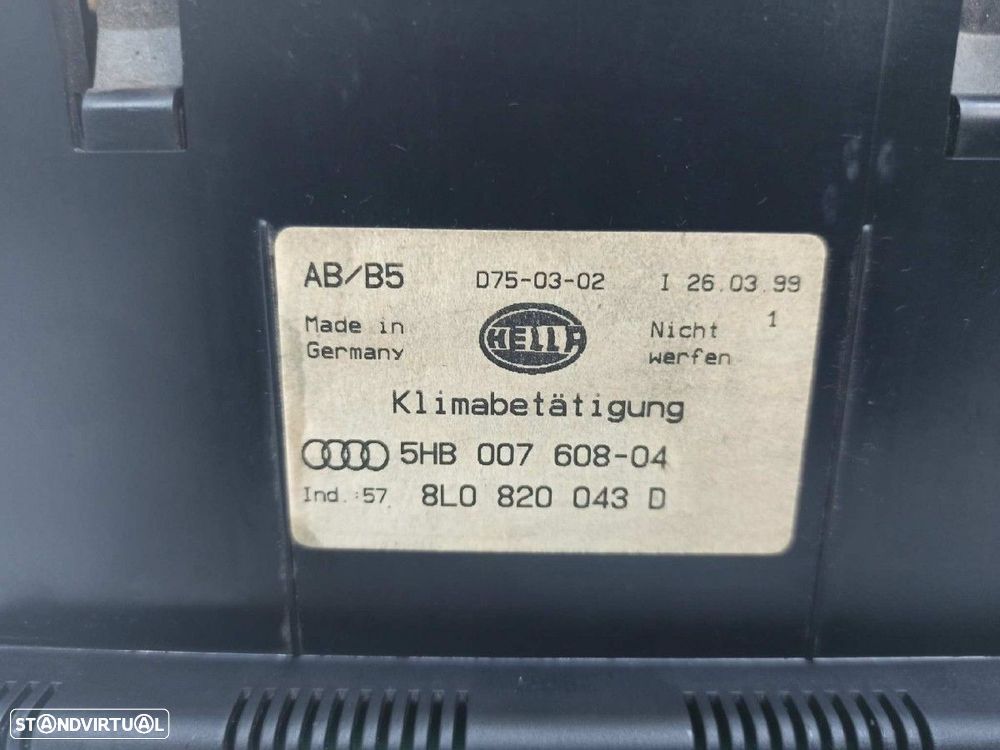 AB/B5 D75-03-02 I 26.03.99
Made in Germany
HELLA
Nicht werfen 1
Klimabetätigung
5HB 007 608-04
Ind.:57 8L0 820 043 D
STANDVIRTUAL